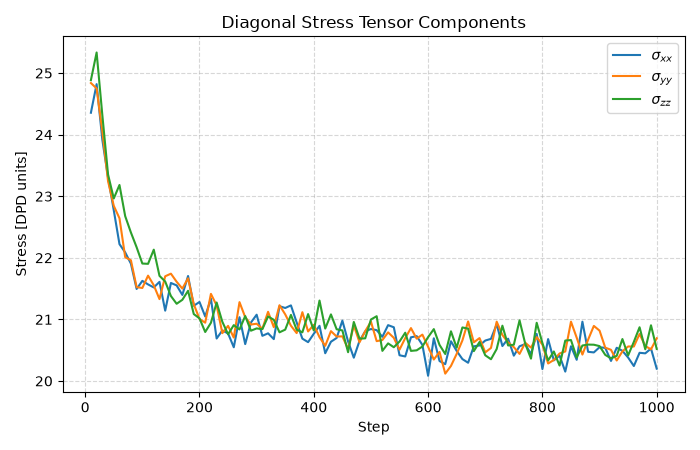 Diagonal Stress Tensor Components
σxx
σyy
σzz
Stress [DPD units]
25
24
23
22
21
20
0 200 400 600 800 1000
Step